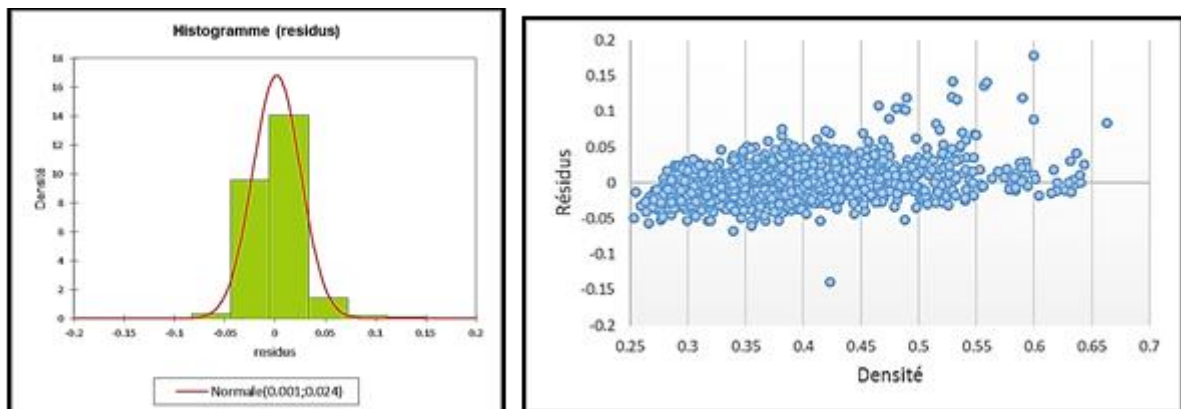 Histogramme (residus)
Densité
18
16
14
12
10
8
6
4
2
0
-0.2 -0.15 -0.1 -0.05 0 0.05 0.1 0.15 0.2
residus
Normale(0.001;0.024)
Résidus
0.2
0.15
0.1
0.05
0
-0.05
-0.1
-0.15
-0.2
0.25 0.3 0.35 0.4 0.45 0.5 0.55 0.6 0.65 0.7
Densité